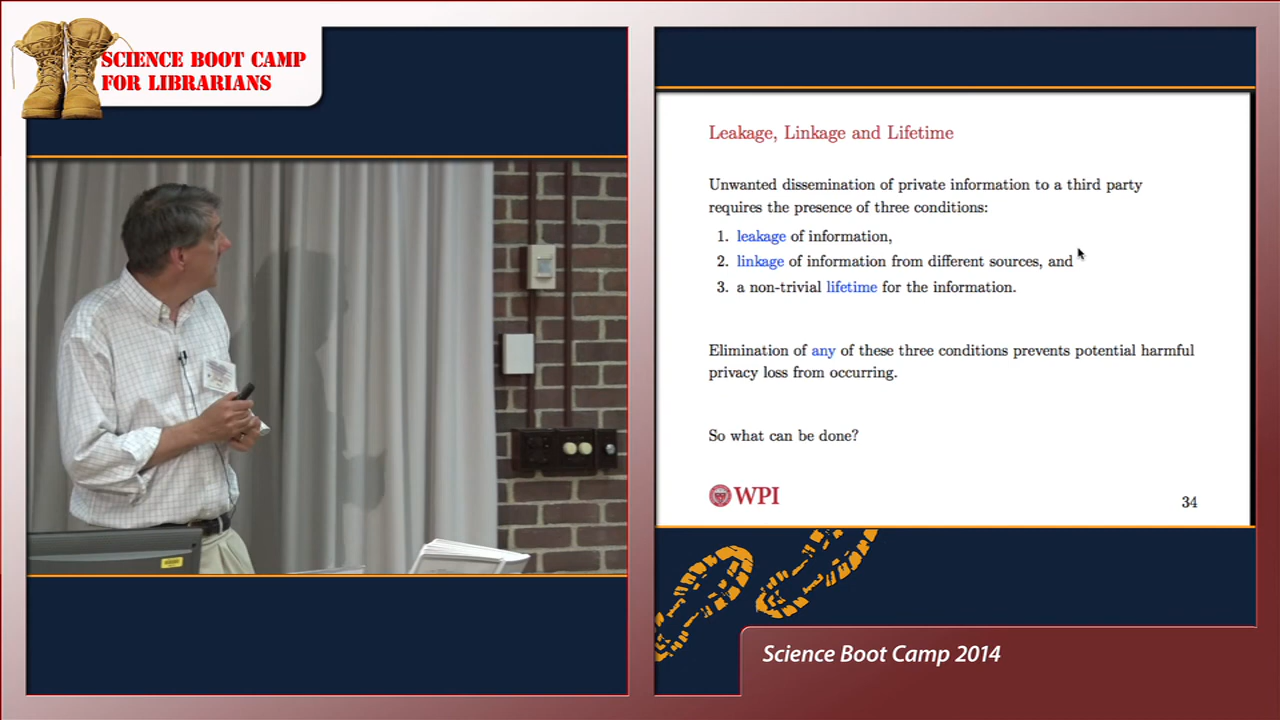 SCIENCE BOOT CAMP
FOR LIBRARIANS
Leakage, Linkage and Lifetime
Unwanted dissemination of private information to a third party
requires the presence of three conditions:
1. leakage of information,
2. linkage of information from different sources, and
3. a non-trivial lifetime for the information.
Elimination of any of these three conditions prevents potential harmful
privacy loss from occurring.
So what can be done?
WPI
34
Science Boot Camp 2014